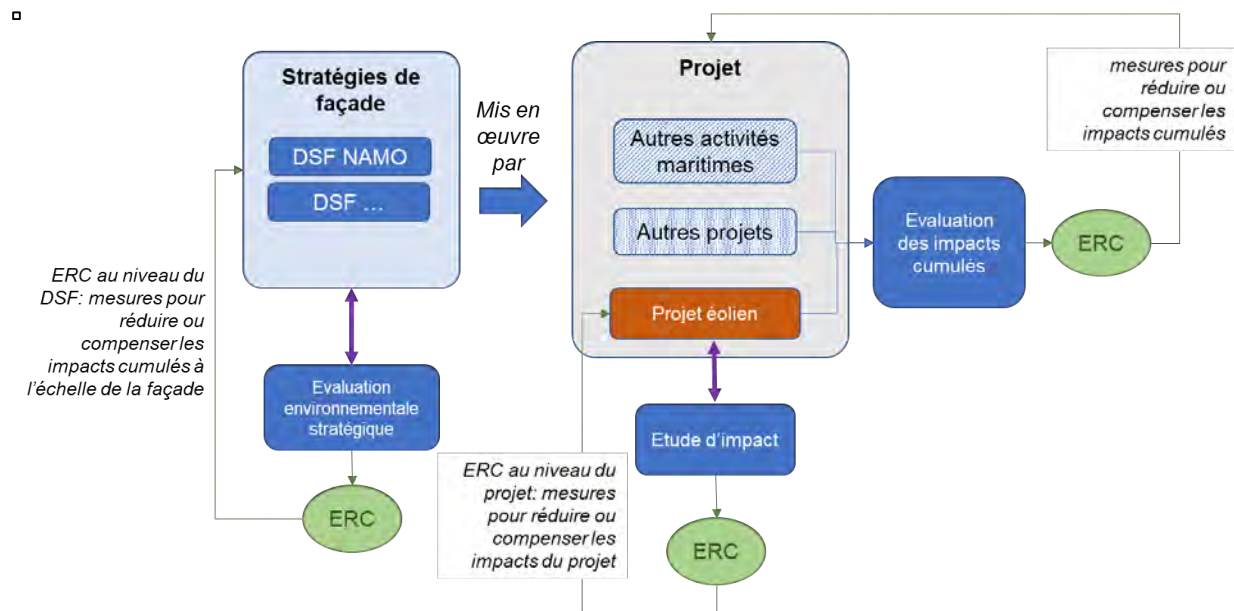 Stratégies de
façade
DSF NAMO
DSF ...
Mis en
œuvre
par
Projet
Autres activités
maritimes
Autres projets
Projet éolien
Evaluation
des impacts
cumulés
ERC
mesures pour
réduire ou
compenser les
impacts cumulés
ERC au niveau du
DSF: mesures pour
réduire ou
compenser les
impacts cumulés à
l'échelle de la façade
Evaluation
environnementale
stratégique
ERC
ERC au niveau du
projet: mesures
pour réduire ou
compenser les
impacts du projet
Etude d'impact
ERC